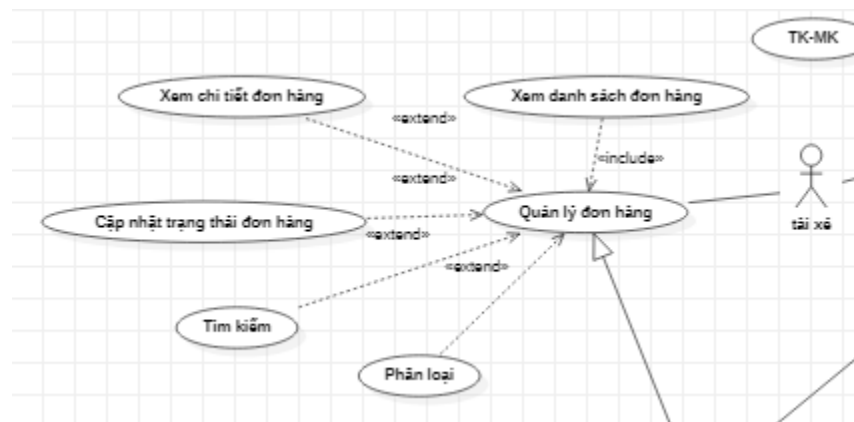 TK-MK
Xem chi tiết đơn hàng
Xem danh sách đơn hàng
«extend»
«include»
«extend»
Quản lý đơn hàng
Cập nhật trạng thái đơn hàng
tài xế
«extend»
«extend»
Tìm kiếm
Phân loại